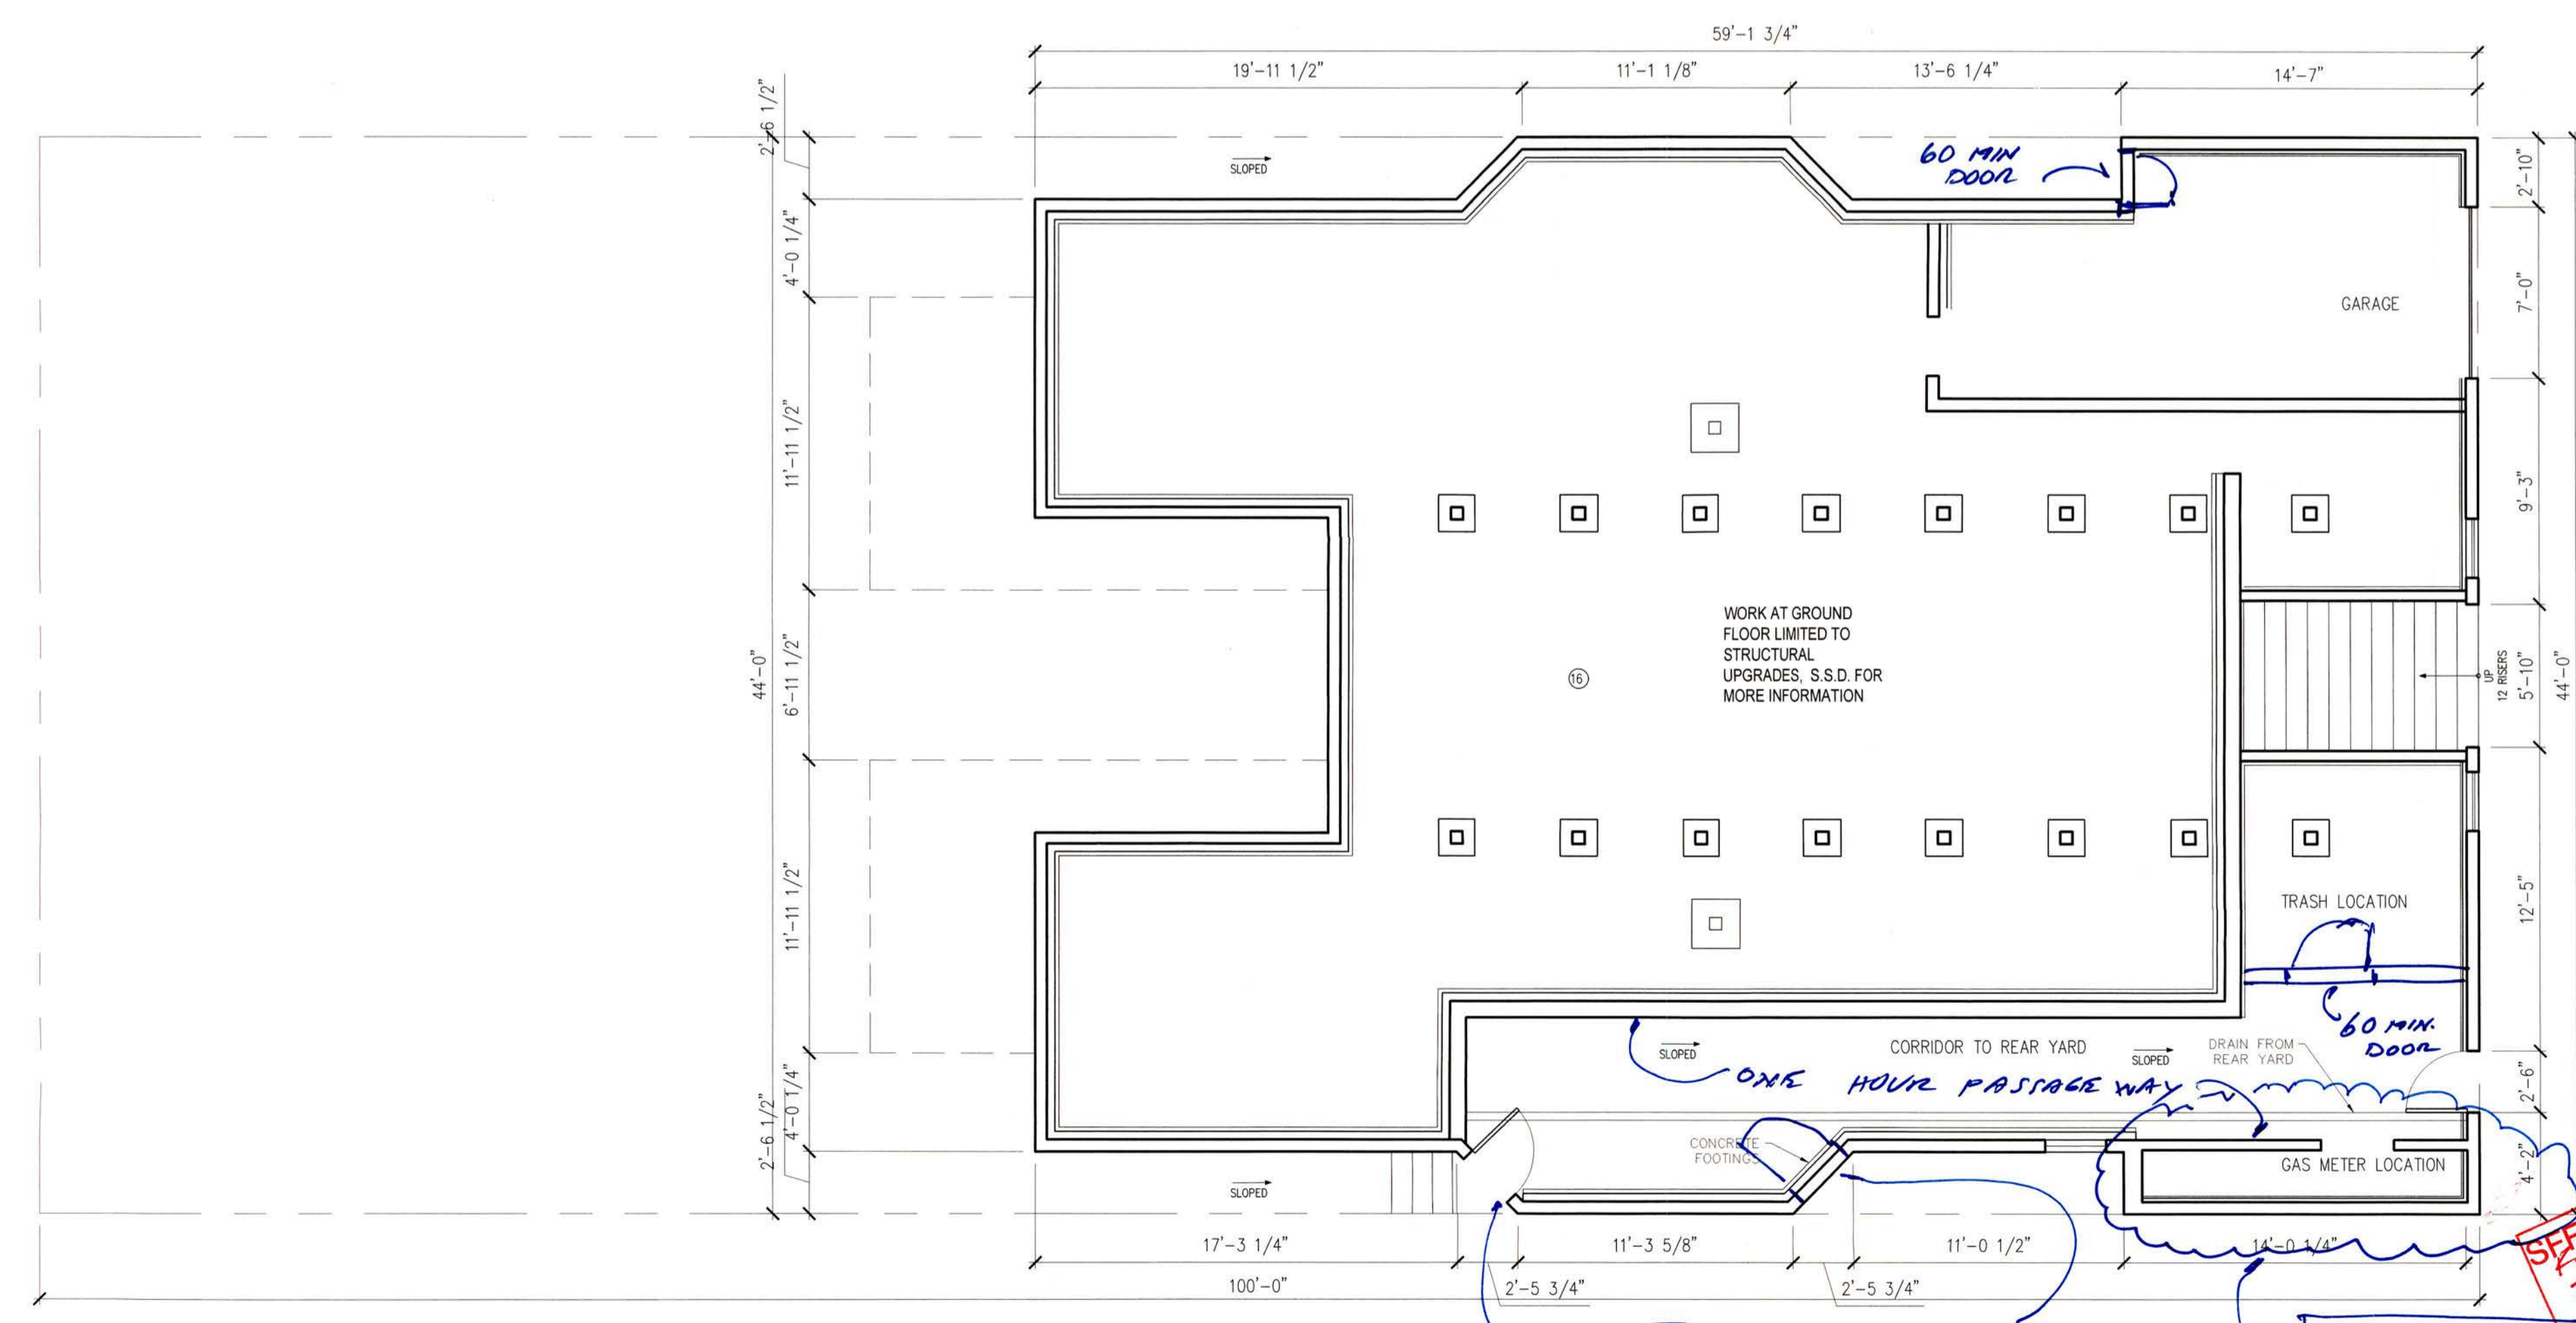 59'-1 3/4"
19'-11 1/2"
11'-1 1/8"
13'-6 1/4"
14'-7"
2'-6 1/2"
SLOPED
60 MIN
DOOR
2'-10"
4'-0 1/4"
7'-0"
GARAGE
11'-11 1/2"
9'-3"
WORK AT GROUND
FLOOR LIMITED TO
STRUCTURAL
UPGRADES, S.S.D. FOR
MORE INFORMATION
16
44'-0"
6'-11 1/2"
UP
12 RISERS
5'-10"
44'-0"
11'-11 1/2"
TRASH LOCATION
12'-5"
60 MIN.
DOOR
SLOPED
CORRIDOR TO REAR YARD
SLOPED
DRAIN FROM
REAR YARD
ONE HOUR PASSAGE WAY
2'-6"
4'-0 1/4"
2'-6 1/2"
CONCRETE
FOOTINGS
GAS METER LOCATION
4'-2"
SLOPED
17'-3 1/4"
11'-3 5/8"
11'-0 1/2"
14'-0 1/4"
100'-0"
2'-5 3/4"
2'-5 3/4"